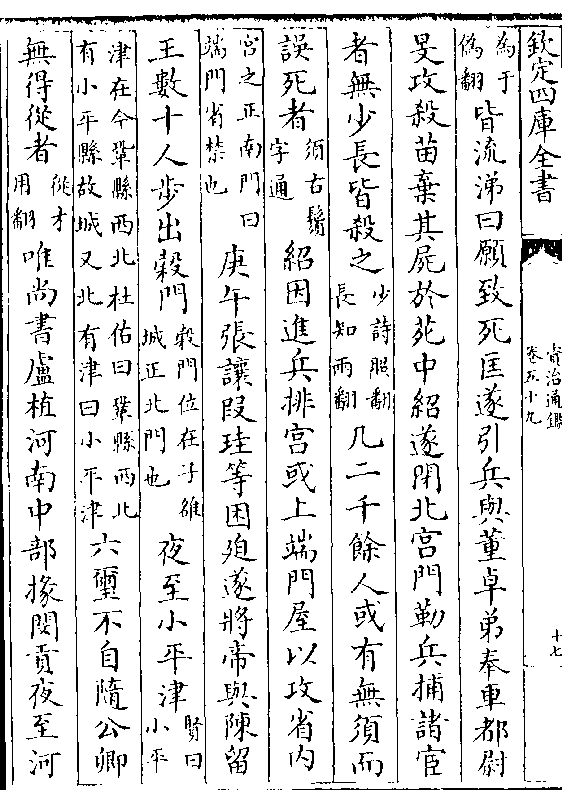 欽定四庫全書
資治通鑑
卷五十九
十七
為于偽翻皆流涕曰願致死匡遂引兵與董卓弟奉車都尉
旻攻殺苗棄其屍於苑中紹遂閉北宮門勒兵捕諸宦
者無少長皆殺之少詩照翻長知兩翻凡二千餘人或有無須而
誤死者須古鬚字通紹因進兵排宮或上端門屋以攻省内
宮之正南門曰端門省禁也庚午張讓段珪等困迫遂將帝與陳留
王數十人步出穀門穀門位在子雒城正北門也夜至小平津賢曰小平
津在今鞏縣西北杜佑曰鞏縣西北有小平縣故城又北有津曰小平津六璽不自隨公卿
無得從者從才用翻唯尚書盧植河南中部掾閔貢夜至河